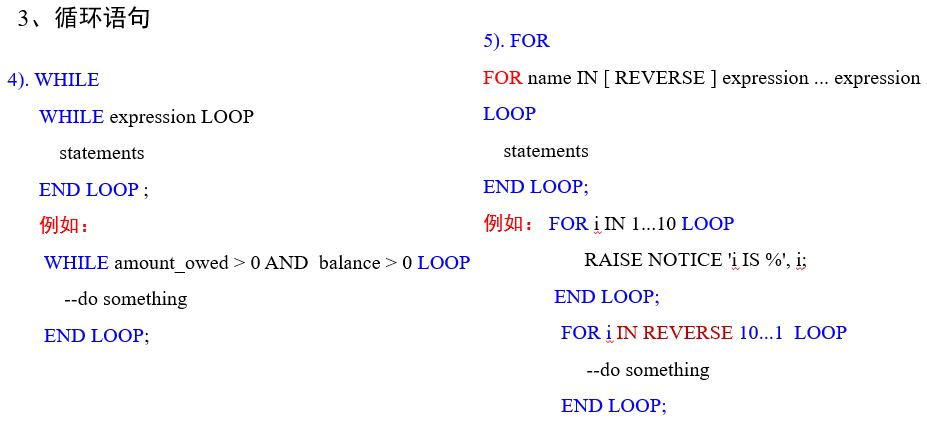 3、循环语句
4). WHILE
WHILE expression LOOP
statements
END LOOP ;
例如：
WHILE amount_owed > 0 AND  balance > 0 LOOP
--do something
END LOOP;
5). FOR
FOR name IN [ REVERSE ] expression ... expression
LOOP
statements
END LOOP;
例如： FOR i IN 1...10 LOOP
RAISE NOTICE 'i IS %', i;
END LOOP;
FOR i IN REVERSE 10...1  LOOP
--do something
END LOOP;